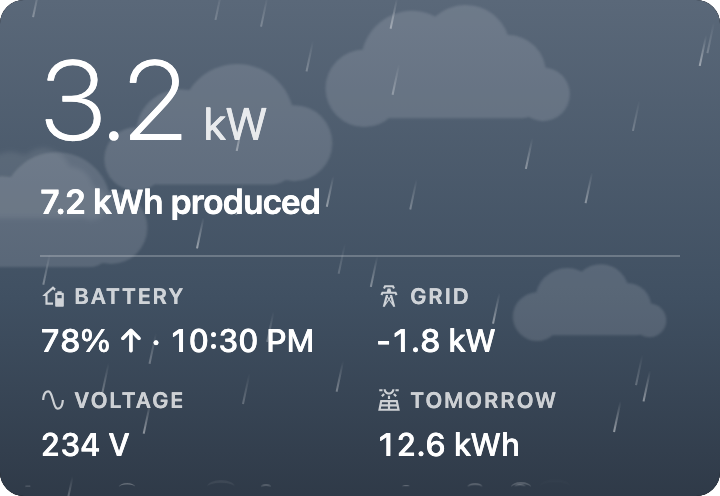 3.2 kW
7.2 kWh produced
BATTERY
78% ↑ · 10:30 PM
GRID
-1.8 kW
VOLTAGE
234 V
TOMORROW
12.6 kWh